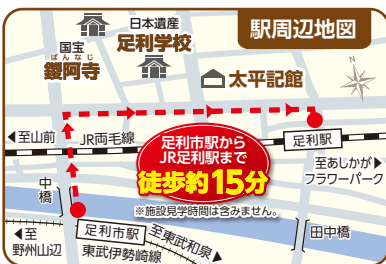 駅周辺地図
日本遺産
足利学校
国宝
ばんなじ
鑁阿寺
太平記館
N
至山前
JR両毛線
足利駅
足利市駅から
JR足利駅まで
徒歩約15分
※施設見学時間は含みません。
至あしかが
フラワーパーク
中橋
足利市駅
至
野州山辺
東武伊勢崎線
至東武和泉
田中橋